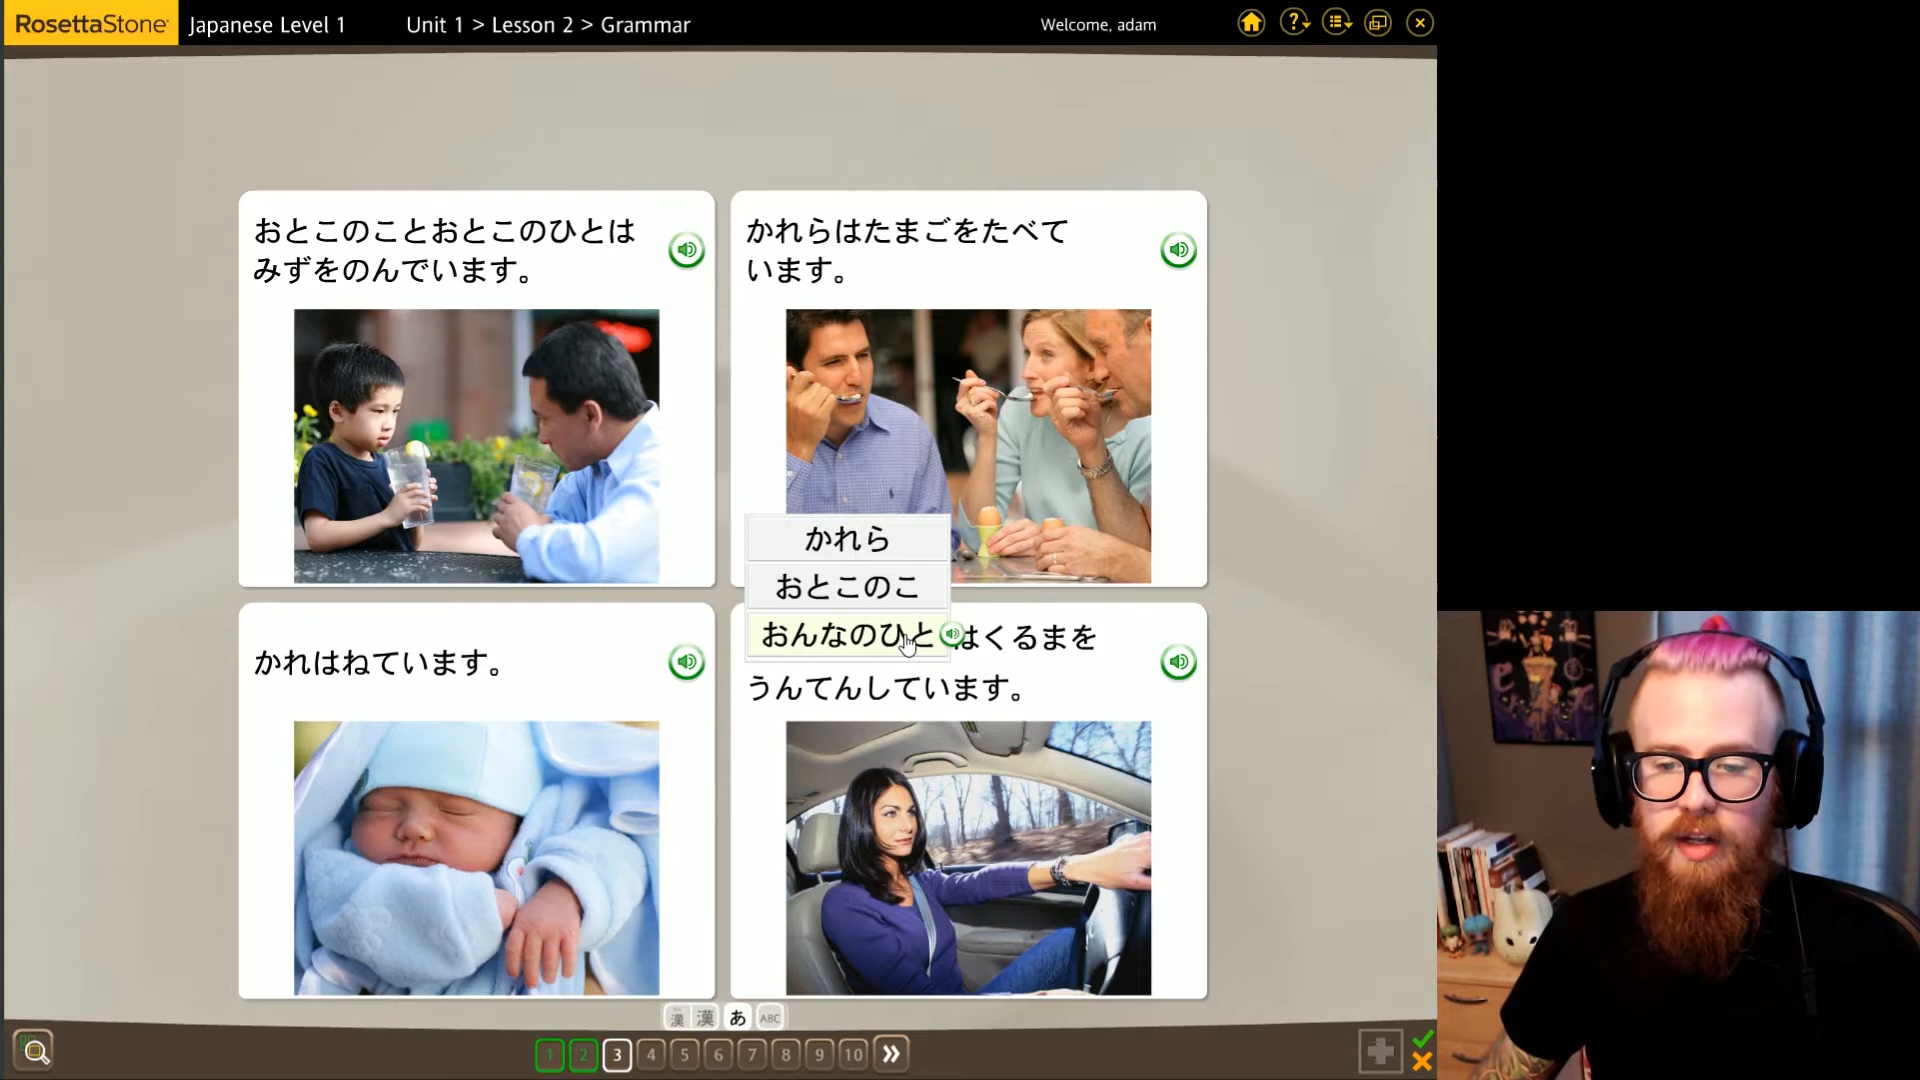 RosettaStone
Japanese Level 1
Unit 1 > Lesson 2 > Grammar
Welcome, adam
おとこのことおとこのひとは
みずをのんでいます。
かれらはたまごをたべて
います。
かれはねています。
かれら
おとこのこ
おんなのひと
はくるまを
うんてんしています。
漢 漢 あ ABC
1 2 3 4 5 6 7 8 9 10